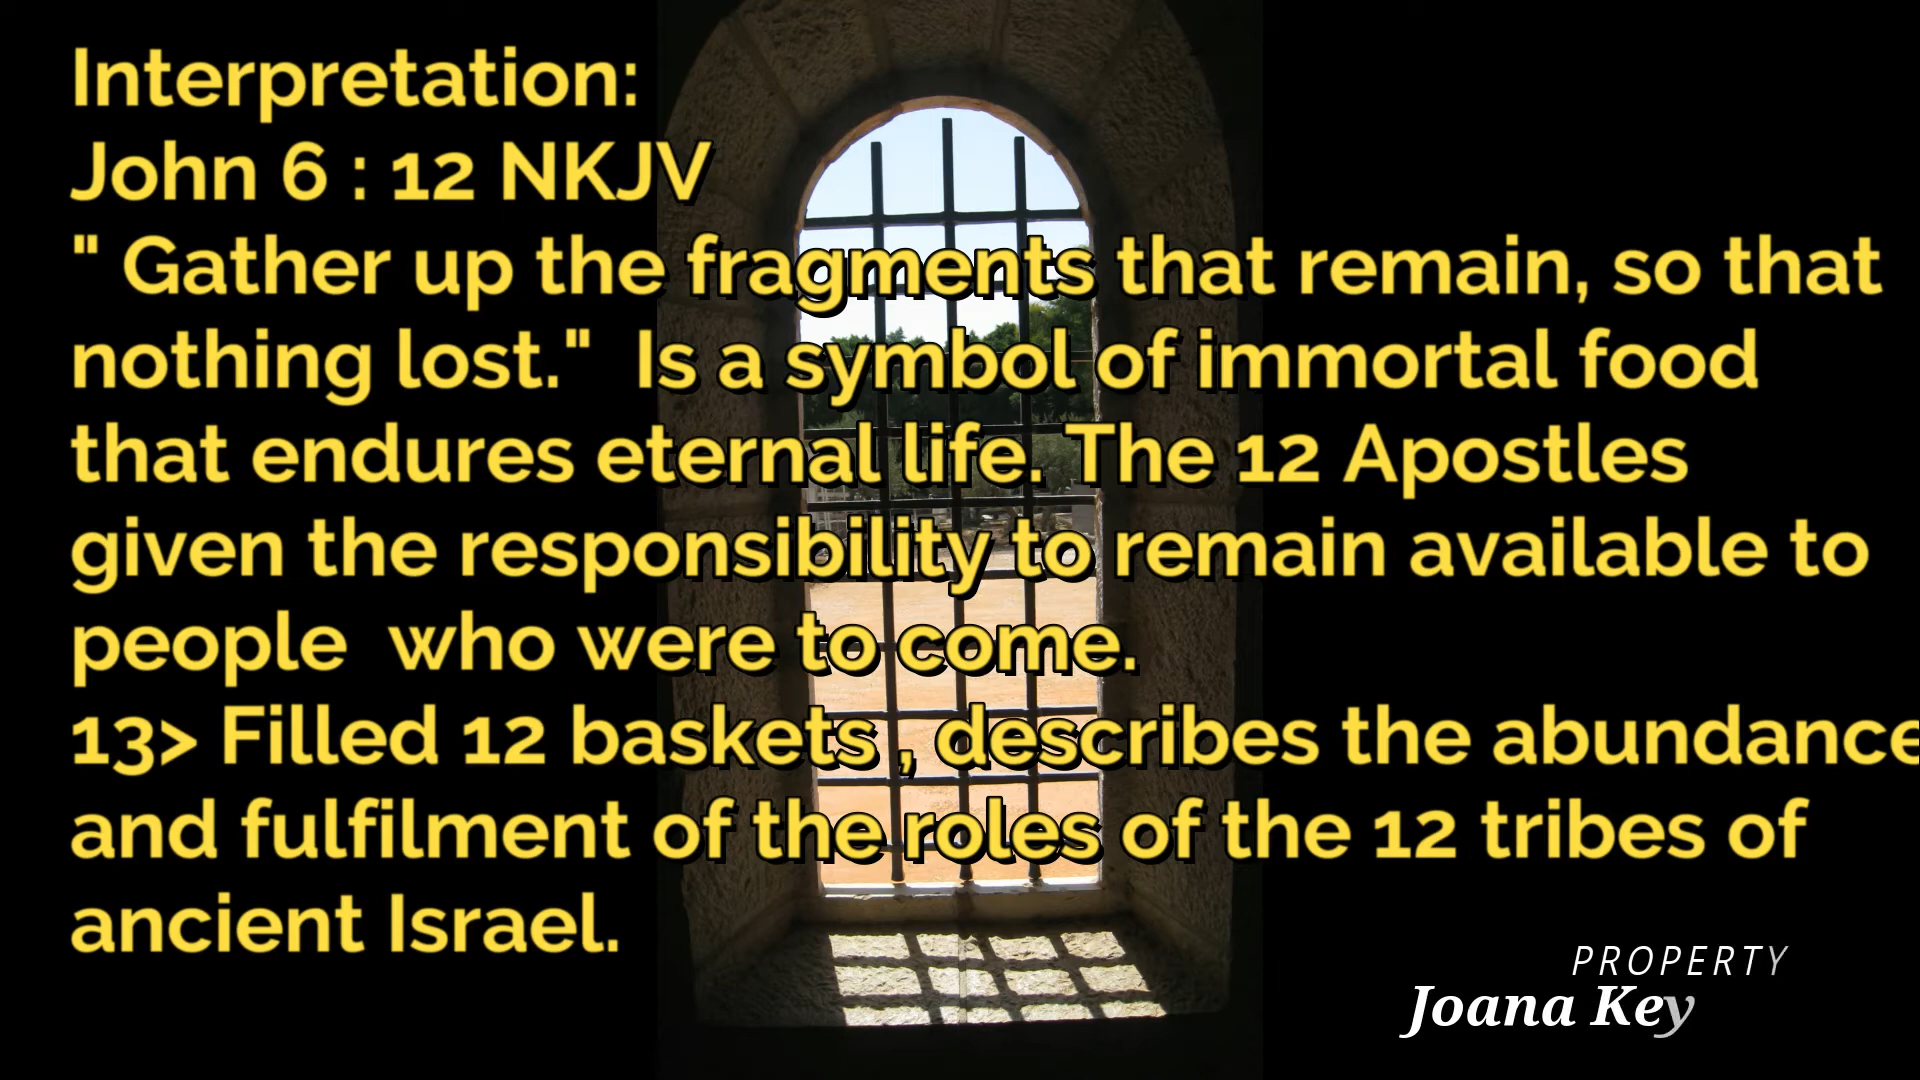 Interpretation:
John 6 : 12 NKJV
" Gather up the fragments that remain, so that
nothing lost."  Is a symbol of immortal food
that endures eternal life. The 12 Apostles
given the responsibility to remain available to
people  who were to come.
13> Filled 12 baskets , describes the abundance
and fulfilment of the roles of the 12 tribes of
ancient Israel.
PROPERTY
Joana Key